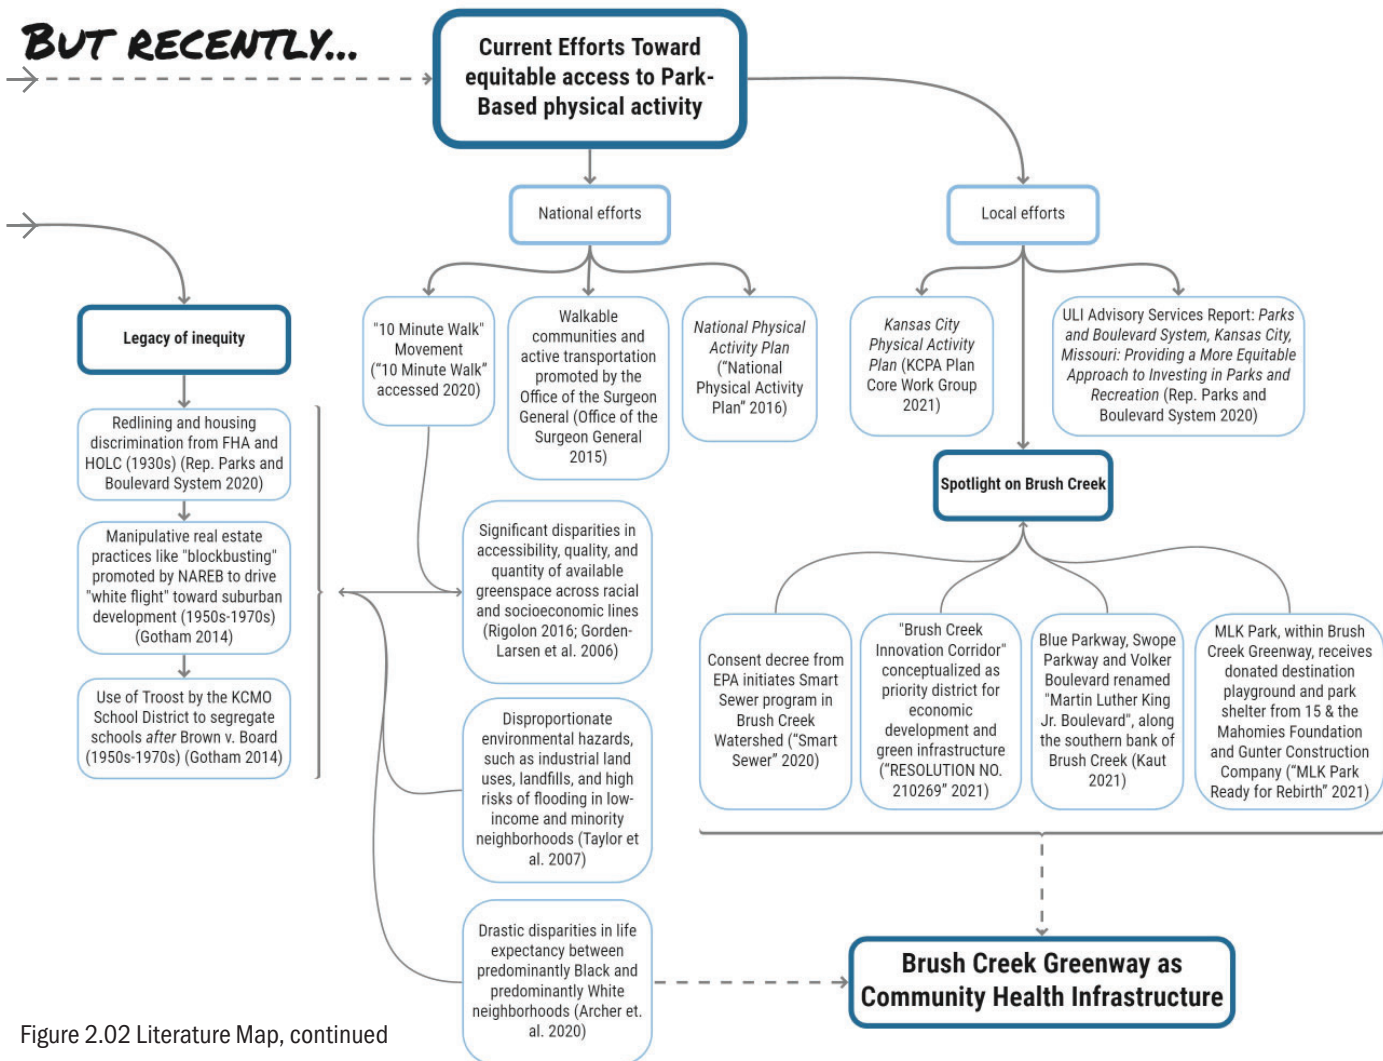 BUT RECENTLY...
Current Efforts Toward
equitable access to Park-
Based physical activity
National efforts
Local efforts
Legacy of inequity
Redlining and housing
discrimination from FHA and
HOLC (1930s) (Rep. Parks and
Boulevard System 2020)
Manipulative real estate
practices like "blockbusting"
promoted by NAREB to drive
"white flight" toward suburban
development (1950s-1970s)
(Gotham 2014)
Use of Troost by the KCMO
School District to segregate
schools after Brown v. Board
(1950s-1970s) (Gotham 2014)
"10 Minute Walk"
Movement
("10 Minute Walk"
accessed 2020)
Walkable
communities and
active transportation
promoted by the
Office of the Surgeon
General (Office of the
Surgeon General
2015)
National Physical
Activity Plan
("National
Physical Activity
Plan" 2016)
Kansas City
Physical Activity
Plan (KCPA Plan
Core Work Group
2021)
ULI Advisory Services Report: Parks
and Boulevard System, Kansas City,
Missouri: Providing a More Equitable
Approach to Investing in Parks and
Recreation (Rep. Parks and
Boulevard System 2020)
Spotlight on Brush Creek
Significant disparities in
accessibility, quality, and
quantity of available
greenspace across racial
and socioeconomic lines
(Rigolon 2016; Gorden-
Larsen et al. 2006)
Disproportionate
environmental hazards,
such as industrial land
uses, landfills, and high
risks of flooding in low-
income and minority
neighborhoods (Taylor et
al. 2007)
Drastic disparities in life
expectancy between
predominantly Black and
predominantly White
neighborhoods (Archer et.
al. 2020)
Consent decree from
EPA initiates Smart
Sewer program in
Brush Creek
Watershed ("Smart
Sewer" 2020)
"Brush Creek
Innovation Corridor"
conceptualized as
priority district for
economic
development and
green infrastructure
("RESOLUTION NO.
210269" 2021)
Blue Parkway, Swope
Parkway and Volker
Boulevard renamed
"Martin Luther King
Jr. Boulevard", along
the southern bank of
Brush Creek (Kaut
2021)
MLK Park, within Brush
Creek Greenway, receives
donated destination
playground and park
shelter from 15 & the
Mahomies Foundation
and Gunter Construction
Company ("MLK Park
Ready for Rebirth" 2021)
Brush Creek Greenway as
Community Health Infrastructure
Figure 2.02 Literature Map, continued